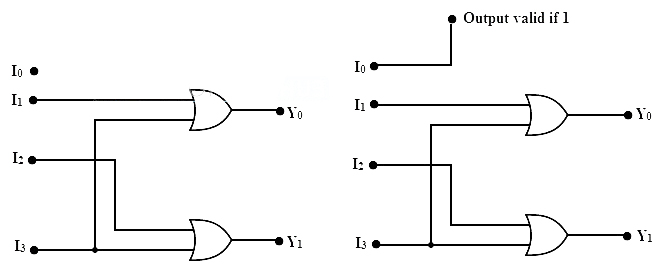 I0
I1
Y0
I2
I3
Y1
Output valid if 1
I0
I1
Y0
I2
I3
Y1